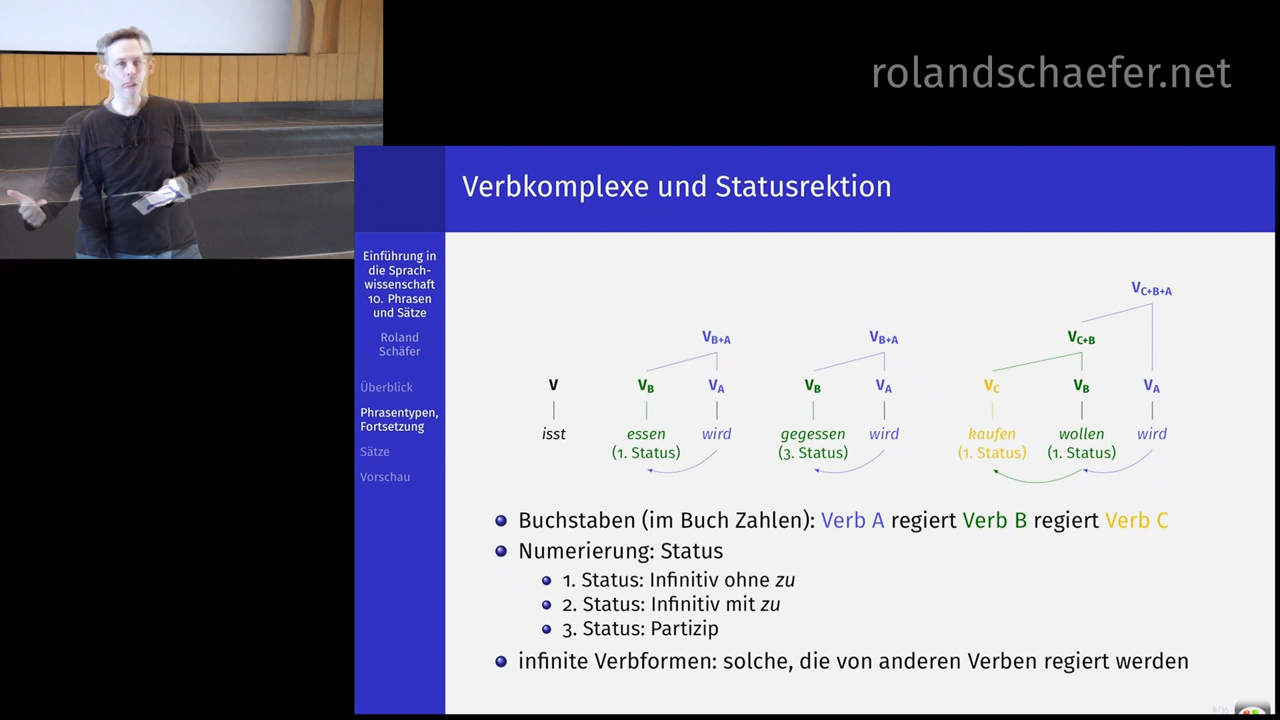 rolandschaefer.net
Verbkomplexe und Statusrektion
Einführung in
die Sprach-
wissenschaft
10. Phrasen
und Sätze
Roland
Schäfer
Überblick
Phrasentypen,
Fortsetzung
Sätze
Vorschau
V_C+B+A
V_B+A V_B+A V_C+B
V V_B V_A V_B V_A V_C V_B V_A
isst essen wird gegessen wird kaufen wollen wird
(1. Status) (3. Status) (1. Status) (1. Status)
Buchstaben (im Buch Zahlen): Verb A regiert Verb B regiert Verb C
Numerierung: Status
1. Status: Infinitiv ohne zu
2. Status: Infinitiv mit zu
3. Status: Partizip
infinite Verbformen: solche, die von anderen Verben regiert werden